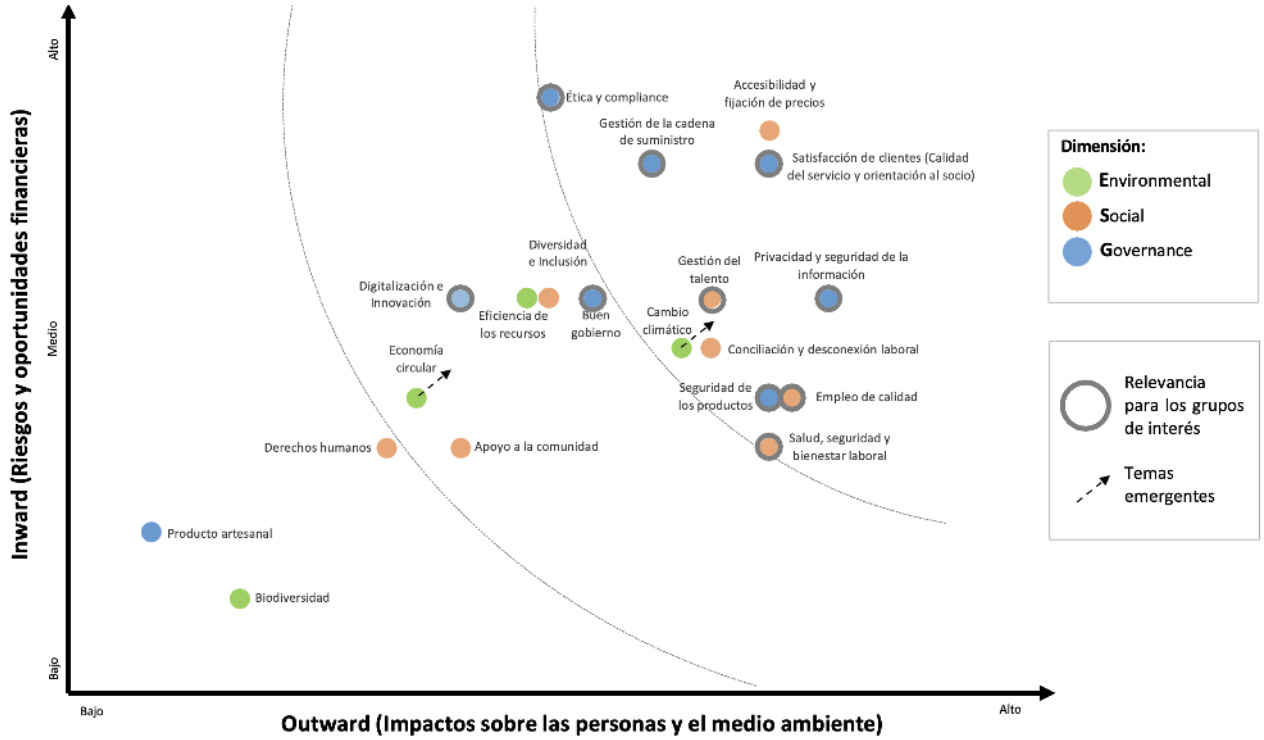 Inward (Riesgos y oportunidades financieras)
Alto
Medio
Bajo
Ética y compliance
Accesibilidad y
fijación de precios
Gestión de la cadena
de suministro
Satisfacción de clientes (Calidad
del servicio y orientación al socio)
Diversidad
e Inclusión
Digitalización e
Innovación
Eficiencia de
los recursos
Buen
gobierno
Gestión del
talento
Privacidad y seguridad de la
información
Cambio
climático
Conciliación y desconexión laboral
Economía
circular
Seguridad de
los productos
Empleo de calidad
Derechos humanos
Apoyo a la comunidad
Salud, seguridad y
bienestar laboral
Producto artesanal
Biodiversidad
Bajo
Alto
Outward (Impactos sobre las personas y el medio ambiente)
Dimensión:
Environmental
Social
Governance
Relevancia
para los grupos
de interés
Temas
emergentes